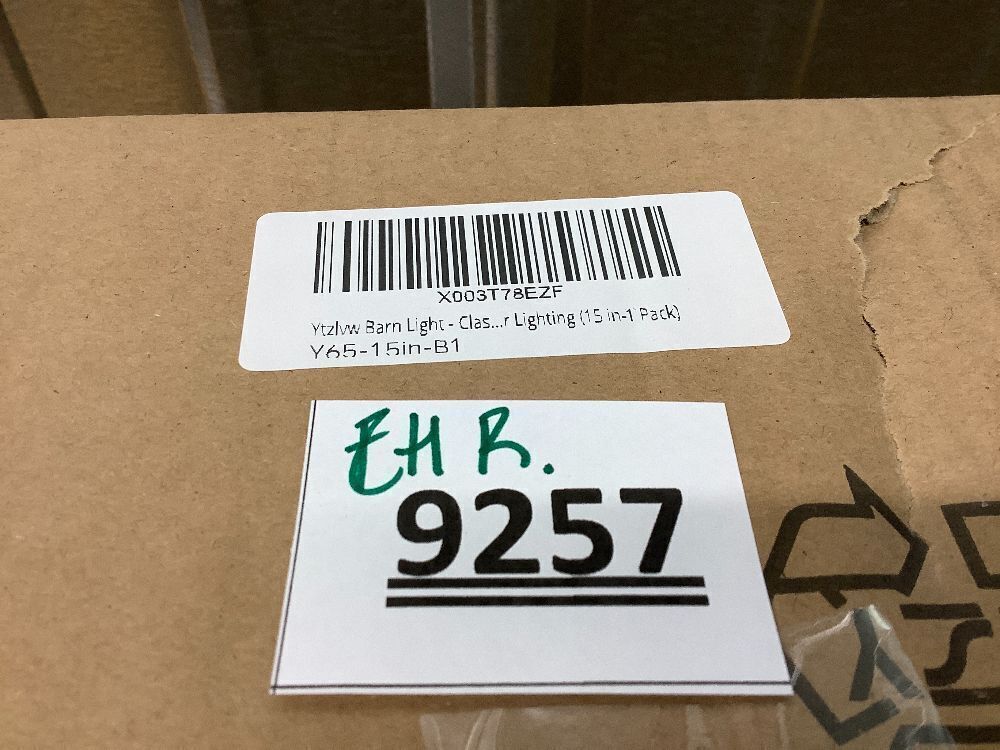 X003T78EZF
Ytzlvw Barn Light - Clas...r Lighting (15 in-1 Pack)
Y65-15in-B1
EH R.
9257